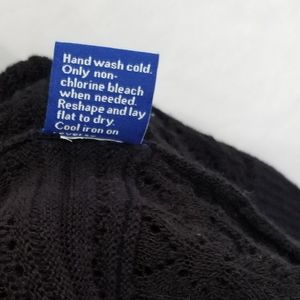 Hand wash cold.
Only non-
chlorine bleach
when needed.
Reshape and lay
flat to dry.
Cool iron on